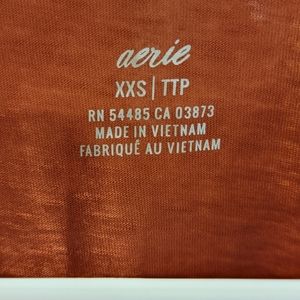 aerie
XXS | TTP
RN 54485 CA 03873
MADE IN VIETNAM
FABRIQUÉ AU VIETNAM